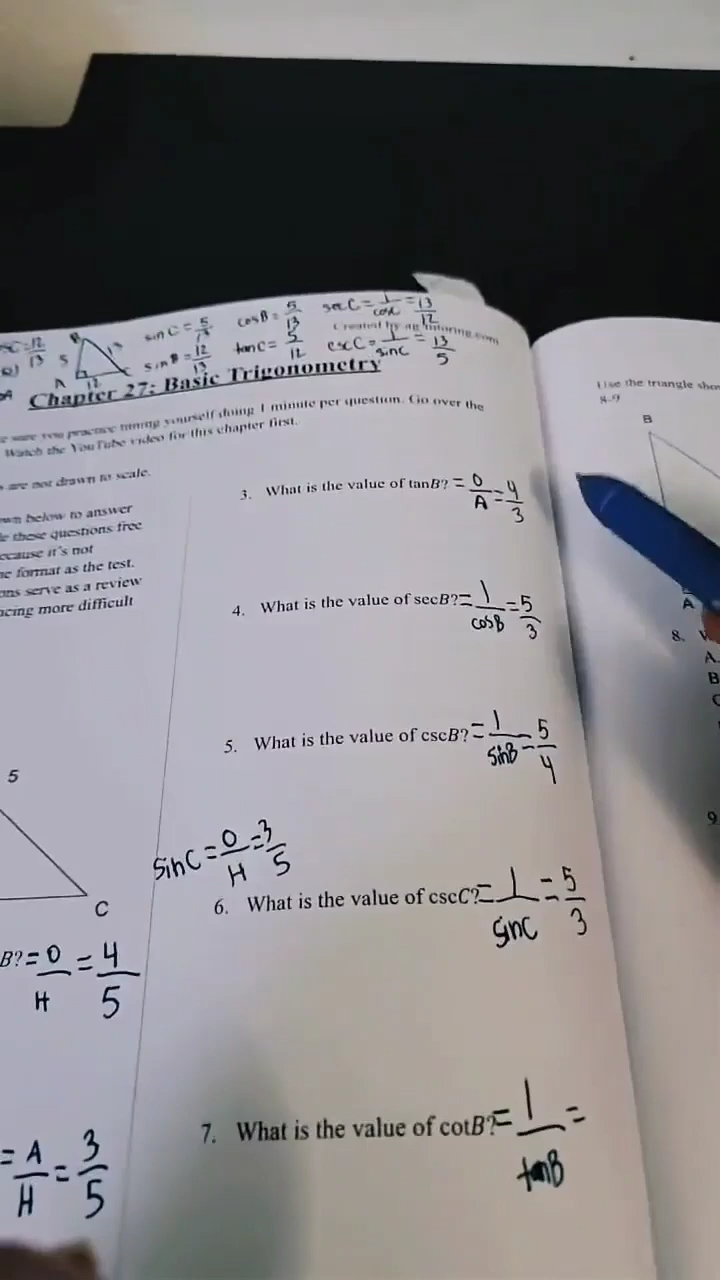 sinC = 5/13 cosB = 5/13 secC = 1/cosC = 13/12
sinB = 12/13 tanC = 5/12 cscC = 1/sinC = 13/5
B
5
13
A
12
C
Chapter 27: Basic Trigonometry
sure you practice timing yourself doing 1 minute per question. Go over the
Watch the YouTube video for this chapter first.
are not drawn to scale.
wn below to answer
these questions free
ecause it's not
e format as the test.
ons serve as a review
cing more difficult
5
C
B? = O/H = 4/5
= A/H = 3/5
3. What is the value of tanB? = O/A = 4/3
4. What is the value of secB? = 1/cosB = 5/3
5. What is the value of cscB? = 1/sinB = 5/4
sinC = O/H = 3/5
6. What is the value of cscC? = 1/sinC = 5/3
7. What is the value of cotB? = 1/tanB =
Use the triangle sho
8-9
B
A
8.
A.
B
C
9